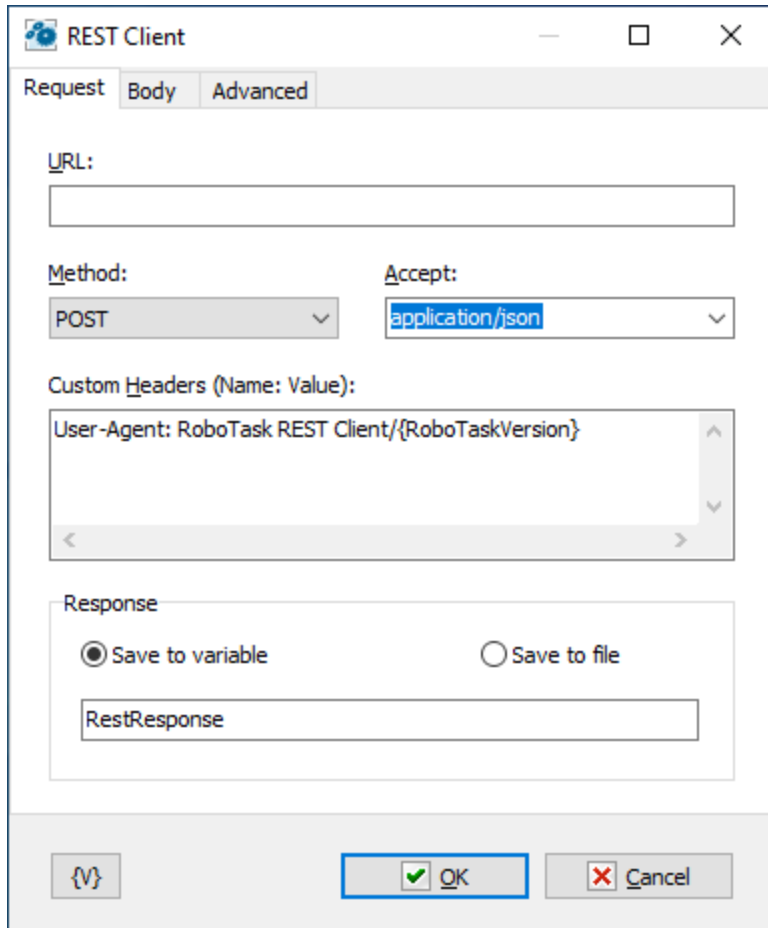 REST Client
Request Body Advanced
URL:
Method: Accept:
POST application/json
Custom Headers (Name: Value):
User-Agent: RoboTask REST Client/{RoboTaskVersion}
Response
Save to variable Save to file
RestResponse
{V} OK Cancel